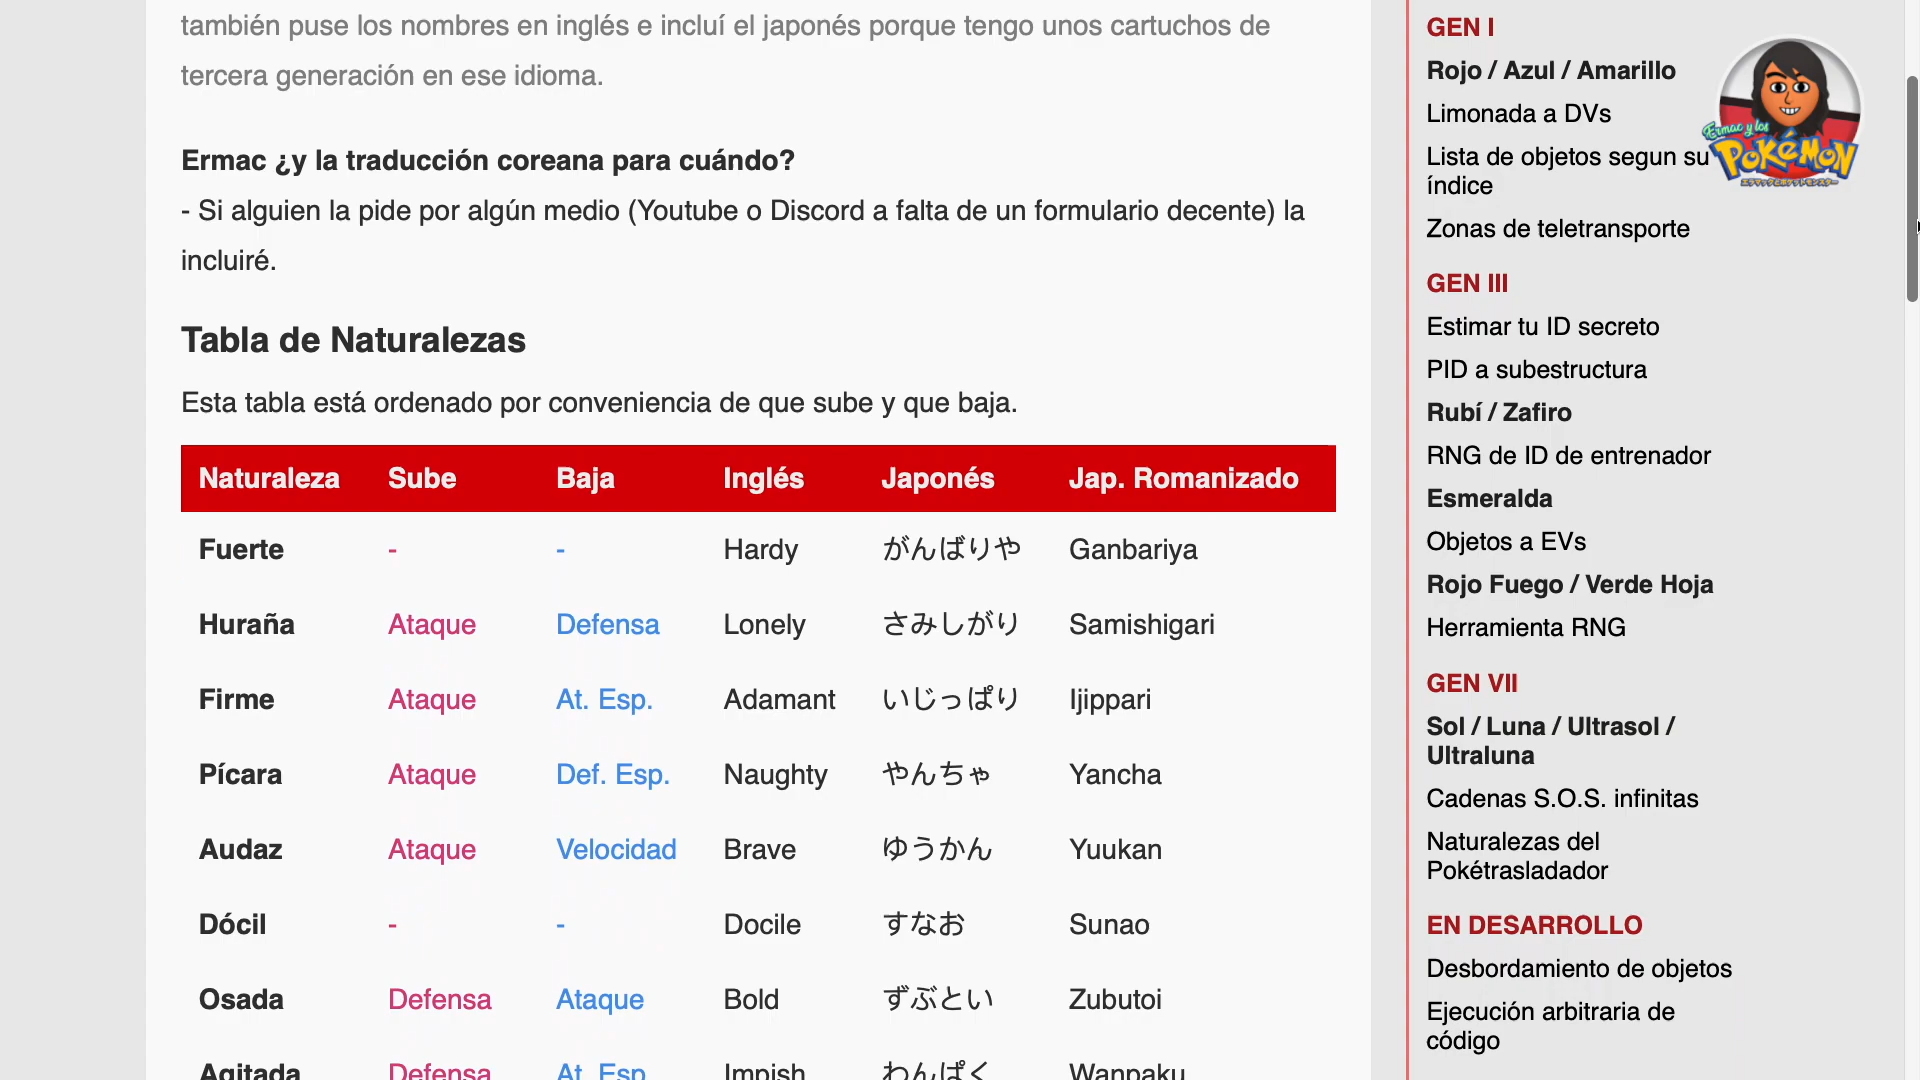 también puse los nombres en inglés e incluí el japonés porque tengo unos cartuchos de
tercera generación en ese idioma.
Ermac ¿y la traducción coreana para cuándo?
- Si alguien la pide por algún medio (Youtube o Discord a falta de un formulario decente) la
incluiré.
Tabla de Naturalezas
Esta tabla está ordenado por conveniencia de que sube y que baja.
Naturaleza Sube Baja Inglés Japonés Jap. Romanizado
Fuerte - - Hardy がんばりや Ganbariya
Huraña Ataque Defensa Lonely さみしがり Samishigari
Firme Ataque At. Esp. Adamant いじっぱり Ijippari
Pícara Ataque Def. Esp. Naughty やんちゃ Yancha
Audaz Ataque Velocidad Brave ゆうかん Yuukan
Dócil - - Docile すなお Sunao
Osada Defensa Ataque Bold ずぶとい Zubutoi
Agitada Defensa At. Esp. Impish わんぱく Wanpaku
GEN I
Rojo / Azul / Amarillo
Limonada a DVs
Lista de objetos segun su
índice
Zonas de teletransporte
GEN III
Estimar tu ID secreto
PID a subestructura
Rubí / Zafiro
RNG de ID de entrenador
Esmeralda
Objetos a EVs
Rojo Fuego / Verde Hoja
Herramienta RNG
GEN VII
Sol / Luna / Ultrasol /
Ultraluna
Cadenas S.O.S. infinitas
Naturalezas del
Pokétrasladador
EN DESARROLLO
Desbordamiento de objetos
Ejecución arbitraria de
código
Ermac y los
POKéMON